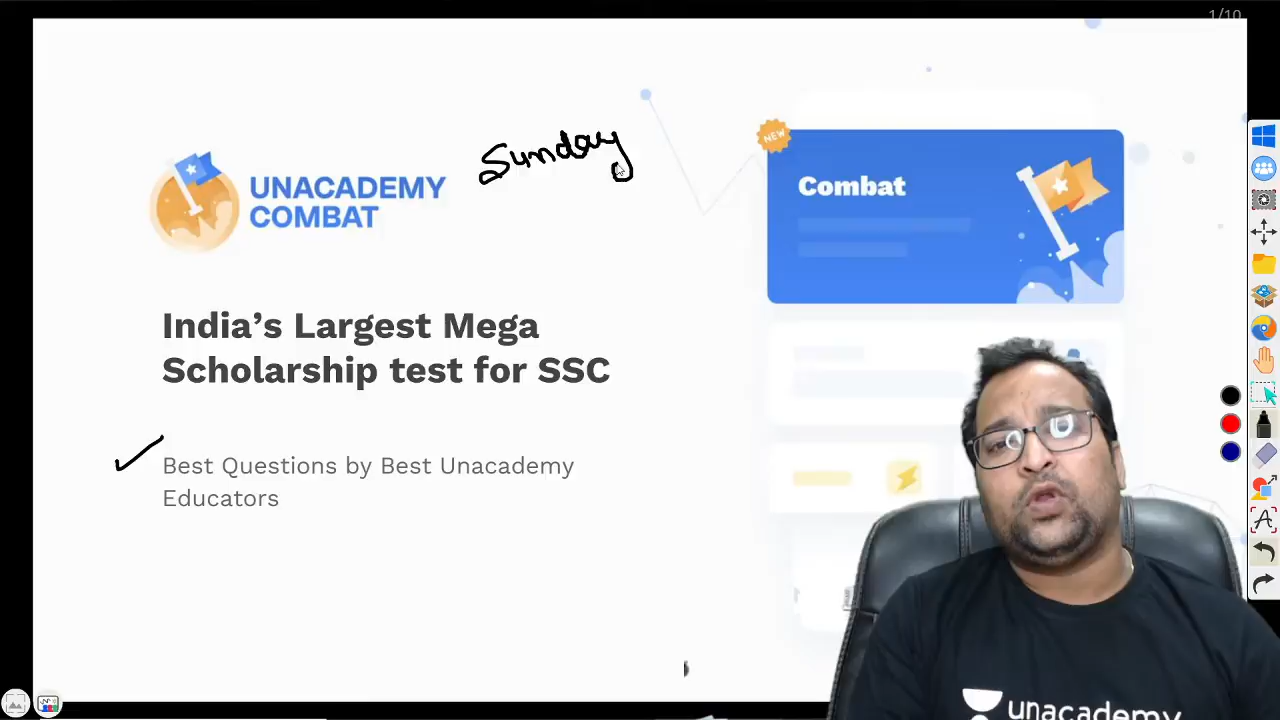 1/10
Sunday
NEW
UNACADEMY
COMBAT
Combat
India’s Largest Mega
Scholarship test for SSC
Best Questions by Best Unacademy
Educators
unacademy